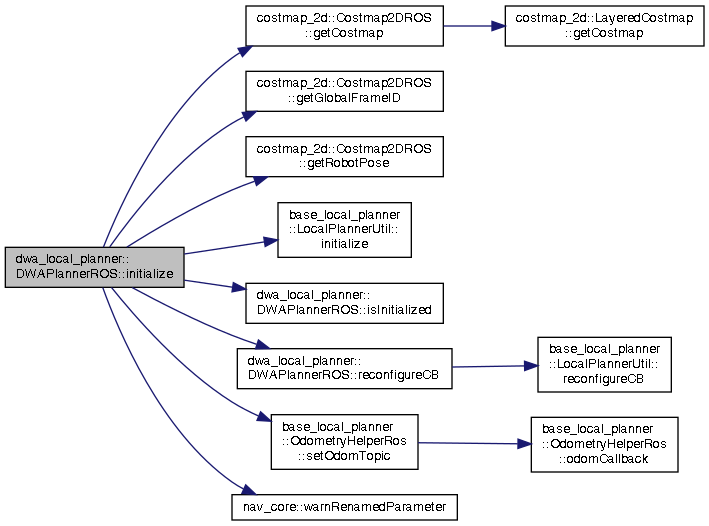 costmap_2d::Costmap2DROS
::getCostmap
costmap_2d::LayeredCostmap
::getCostmap
costmap_2d::Costmap2DROS
::getGlobalFrameID
costmap_2d::Costmap2DROS
::getRobotPose
base_local_planner
::LocalPlannerUtil::
initialize
dwa_local_planner::
DWAPlannerROS::initialize
dwa_local_planner::
DWAPlannerROS::isInitialized
dwa_local_planner::
DWAPlannerROS::reconfigureCB
base_local_planner
::LocalPlannerUtil::
reconfigureCB
base_local_planner
::OdometryHelperRos
::setOdomTopic
base_local_planner
::OdometryHelperRos
::odomCallback
nav_core::warnRenamedParameter